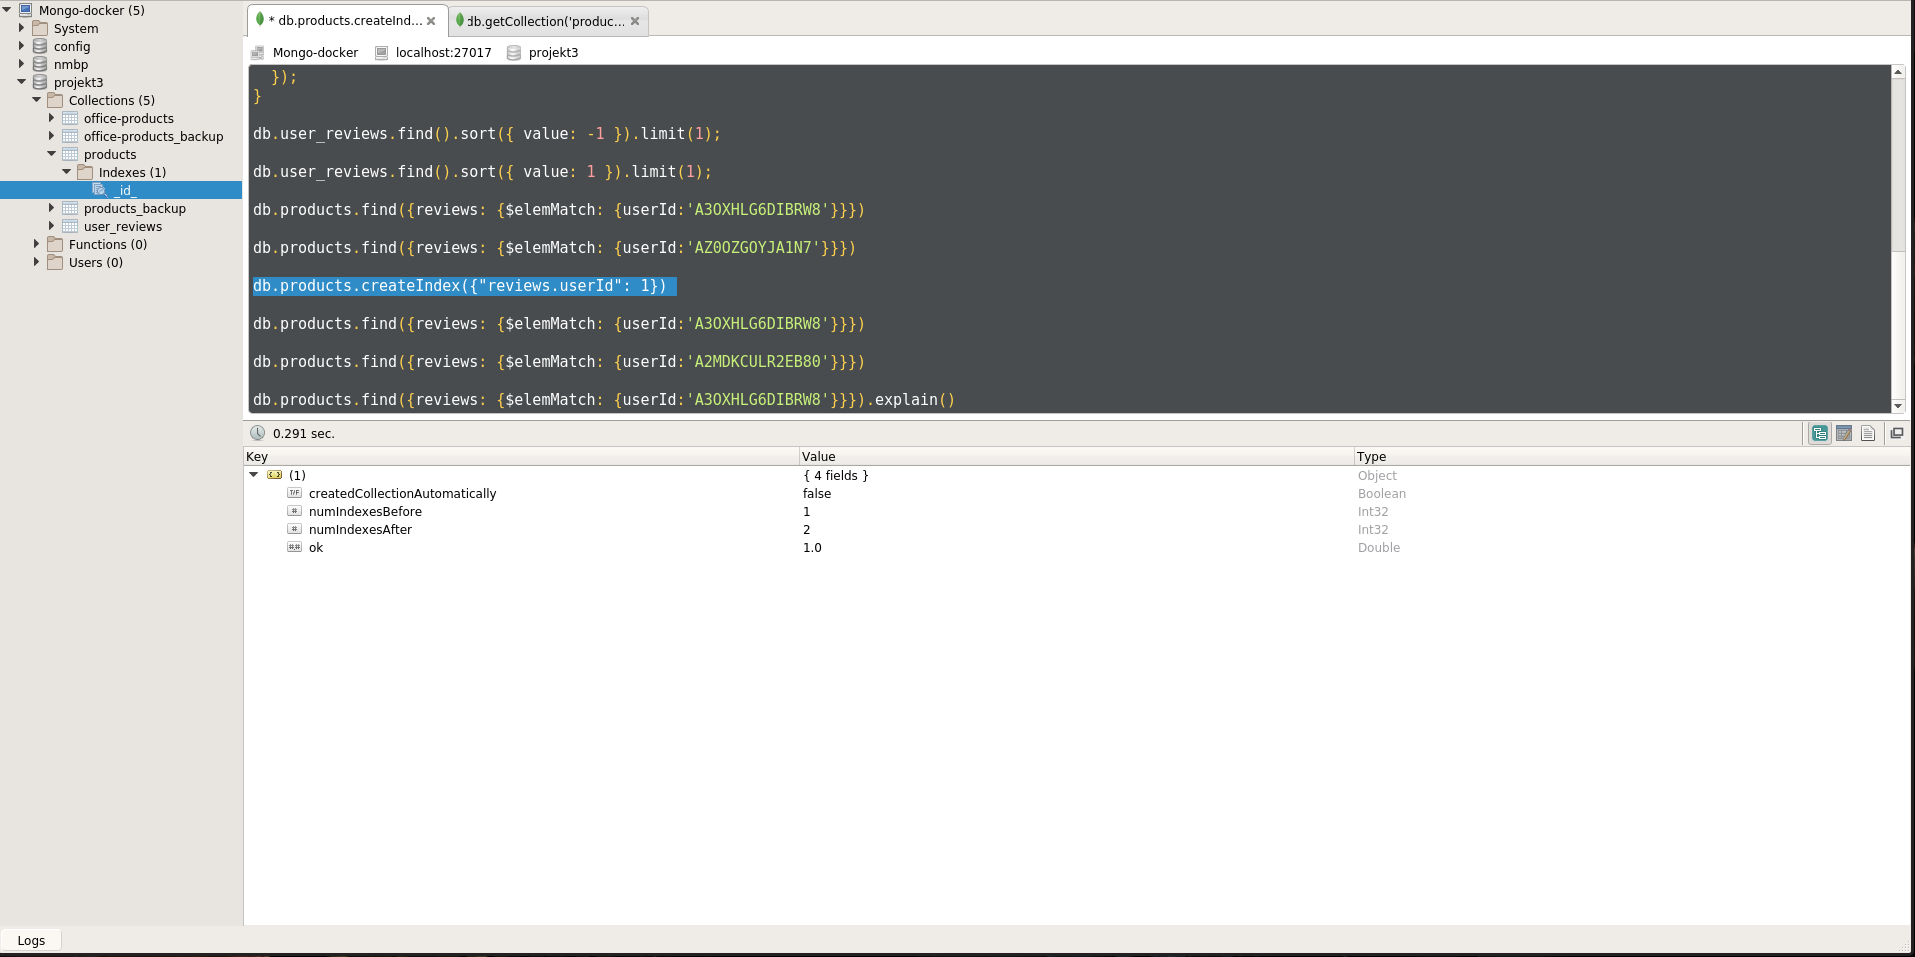 Mongo-docker (5)
System
config
nmbp
projekt3
Collections (5)
office-products
office-products_backup
products
Indexes (1)
_id_
products_backup
user_reviews
Functions (0)
Users (0)
* db.products.createInd...
db.getCollection('produc...
Mongo-docker localhost:27017 projekt3
});
}
db.user_reviews.find().sort({ value: -1 }).limit(1);
db.user_reviews.find().sort({ value: 1 }).limit(1);
db.products.find({reviews: {$elemMatch: {userId:'A3OXHLG6DIBRW8'}}})
db.products.find({reviews: {$elemMatch: {userId:'AZ0OZGOYJA1N7'}}})
db.products.createIndex({"reviews.userId": 1})
db.products.find({reviews: {$elemMatch: {userId:'A3OXHLG6DIBRW8'}}})
db.products.find({reviews: {$elemMatch: {userId:'A2MDKCULR2EB80'}}})
db.products.find({reviews: {$elemMatch: {userId:'A3OXHLG6DIBRW8'}}}).explain()
0.291 sec.
Key Value Type
(1) { 4 fields } Object
createdCollectionAutomatically false Boolean
numIndexesBefore 1 Int32
numIndexesAfter 2 Int32
ok 1.0 Double
Logs